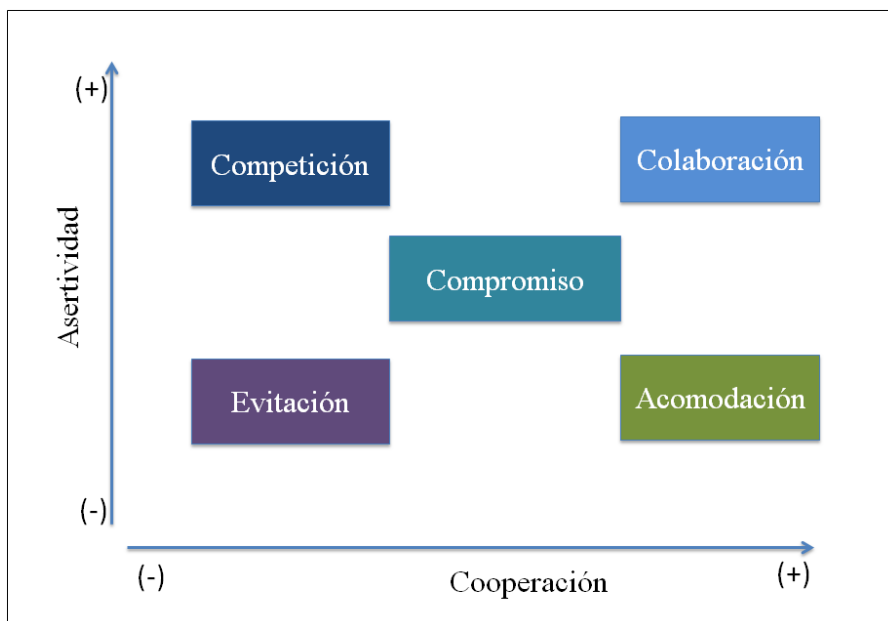 (+)
Competición
Colaboración
Asertividad
Compromiso
Evitación
Acomodación
(-)
(-)
Cooperación
(+)